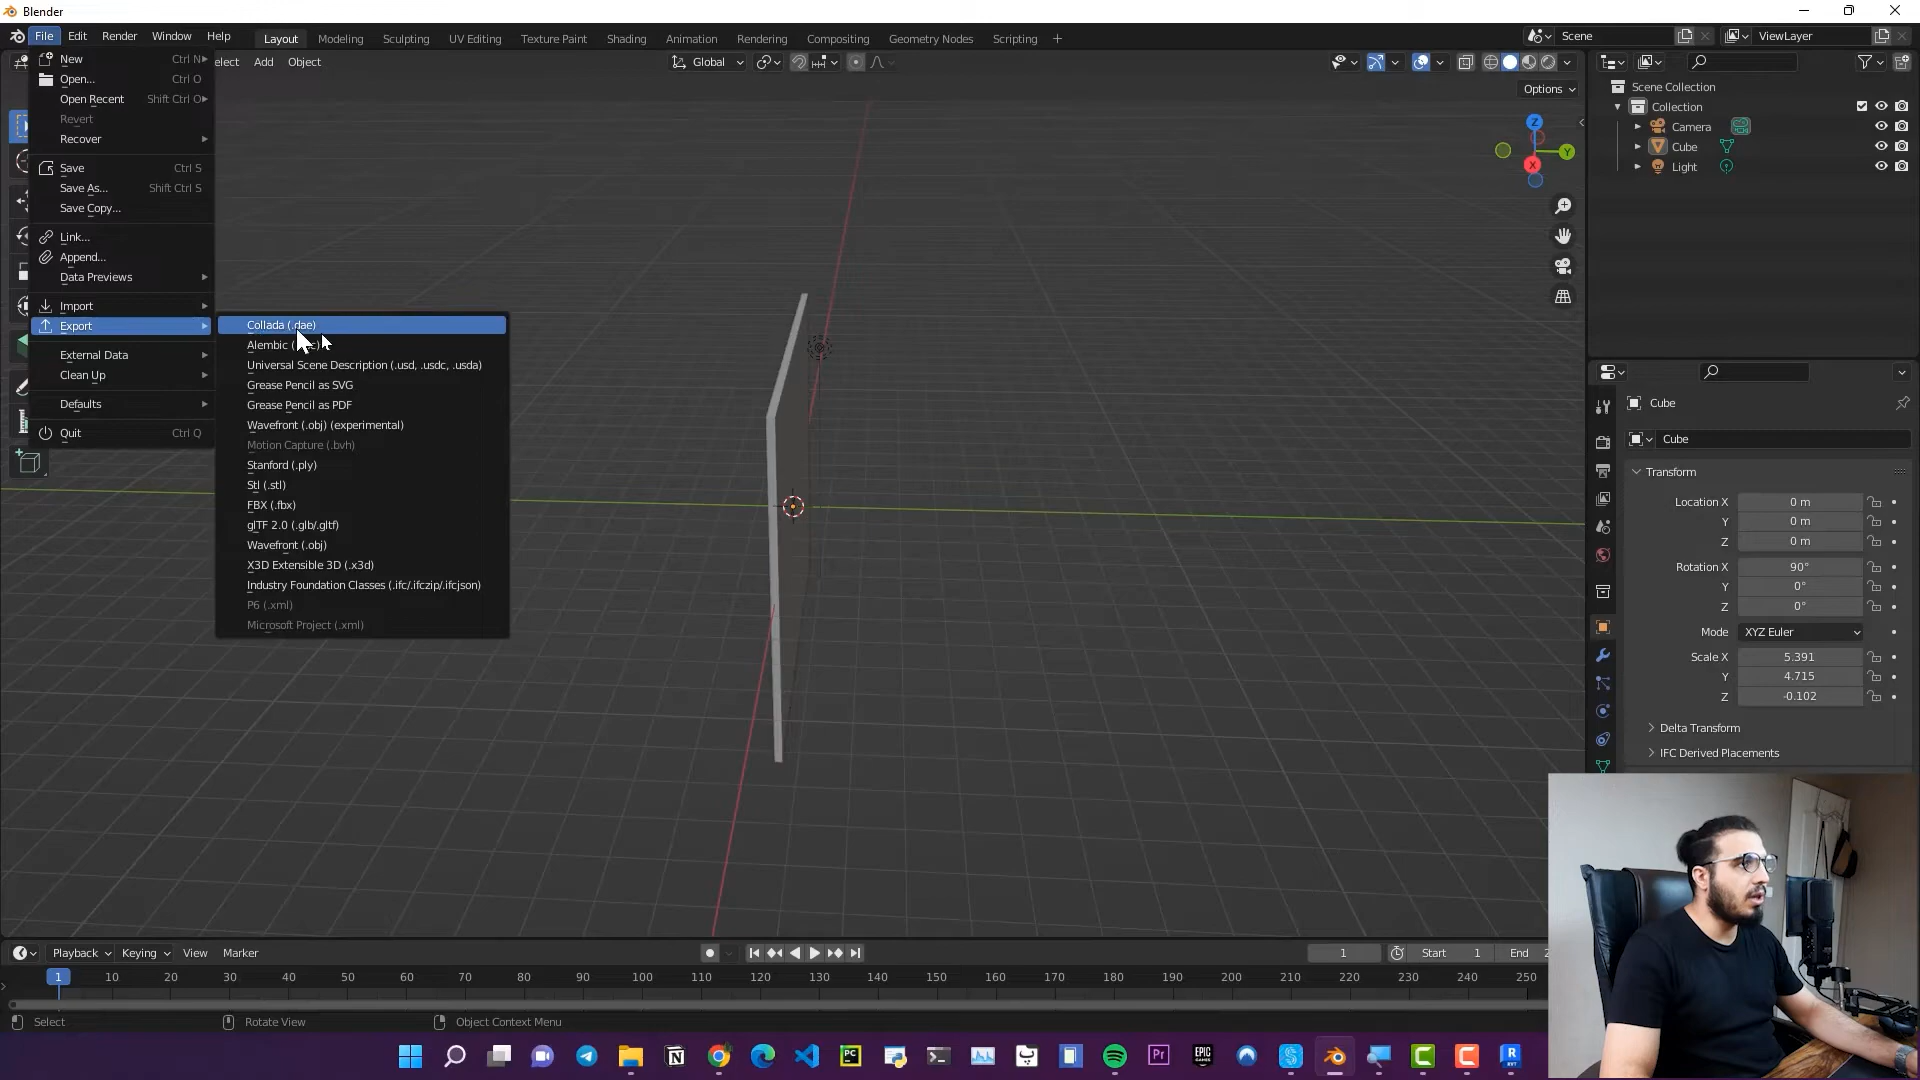 Blender
File Edit Render Window Help
Layout Modeling Sculpting UV Editing Texture Paint Shading Animation Rendering Compositing Geometry Nodes Scripting +
Scene
ViewLayer
elect Add Object
Global
Options
New Ctrl N
Open... Ctrl O
Open Recent Shift Ctrl O
Revert
Recover
Save Ctrl S
Save As... Shift Ctrl S
Save Copy...
Link...
Append...
Data Previews
Import
Export
External Data
Clean Up
Defaults
Quit Ctrl Q
Collada (.dae)
Alembic (
Universal Scene Description (.usd, .usdc, .usda)
Grease Pencil as SVG
Grease Pencil as PDF
Wavefront (.obj) (experimental)
Motion Capture (.bvh)
Stanford (.ply)
Stl (.stl)
FBX (.fbx)
glTF 2.0 (.glb/.gltf)
Wavefront (.obj)
X3D Extensible 3D (.x3d)
Industry Foundation Classes (.ifc/.ifczip/.ifcjson)
P6 (.xml)
Microsoft Project (.xml)
Z
Y
X
Scene Collection
Collection
Camera
Cube
Light
Cube
Cube
Transform
Location X 0 m
Y 0 m
Z 0 m
Rotation X 90°
Y 0°
Z 0°
Mode XYZ Euler
Scale X 5.391
Y 4.715
Z -0.102
Delta Transform
IFC Derived Placements
Playback Keying View Marker
1 Start 1 End 2
1 10 20 30 40 50 60 70 80 90 100 110 120 130 140 150 160 170 180 190 200 210 220 230 240 250
Select Rotate View Object Context Menu
PC
Pr
EPIC GAMES
C
C
R